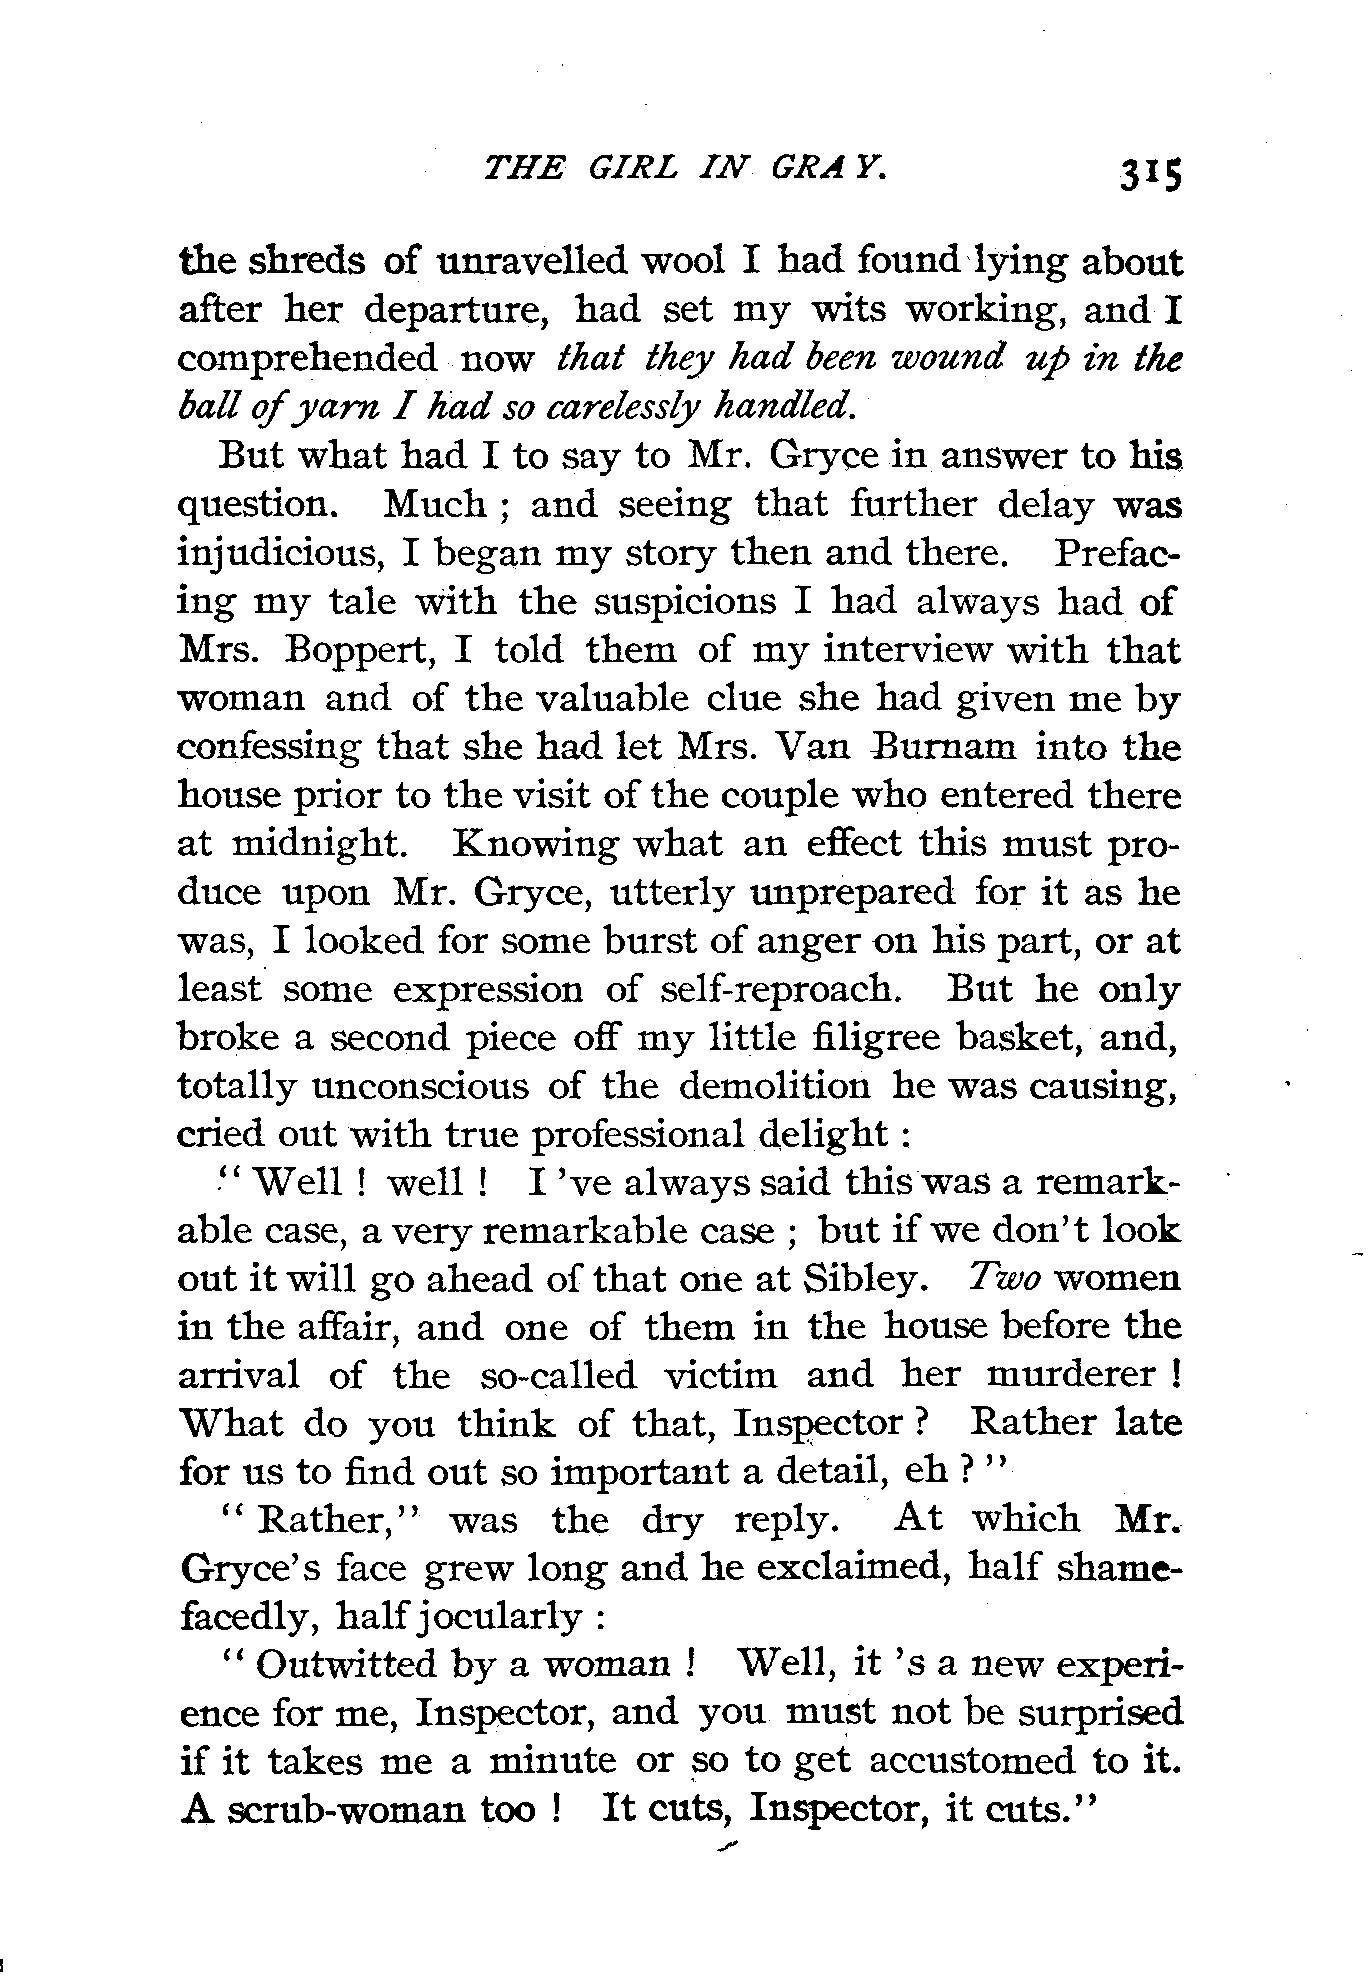 THE GIRL IN GRAY. 315
the shreds of unravelled wool I had found lying about
after her departure, had set my wits working, and I
comprehended now that they had been wound up in the
ball of yarn I had so carelessly handled.
But what had I to say to Mr. Gryce in answer to his
question. Much ; and seeing that further delay was
injudicious, I began my story then and there. Prefac-
ing my tale with the suspicions I had always had of
Mrs. Boppert, I told them of my interview with that
woman and of the valuable clue she had given me by
confessing that she had let Mrs. Van Burnam into the
house prior to the visit of the couple who entered there
at midnight. Knowing what an effect this must pro-
duce upon Mr. Gryce, utterly unprepared for it as he
was, I looked for some burst of anger on his part, or at
least some expression of self-reproach. But he only
broke a second piece off my little filigree basket, and,
totally unconscious of the demolition he was causing,
cried out with true professional delight :
“ Well ! well ! I ’ve always said this was a remark-
able case, a very remarkable case ; but if we don’t look
out it will go ahead of that one at Sibley. Two women
in the affair, and one of them in the house before the
arrival of the so-called victim and her murderer !
What do you think of that, Inspector ? Rather late
for us to find out so important a detail, eh ? ”
“ Rather,” was the dry reply. At which Mr.
Gryce’s face grew long and he exclaimed, half shame-
facedly, half jocularly :
“ Outwitted by a woman ! Well, it ’s a new experi-
ence for me, Inspector, and you must not be surprised
if it takes me a minute or so to get accustomed to it.
A scrub-woman too ! It cuts, Inspector, it cuts.”